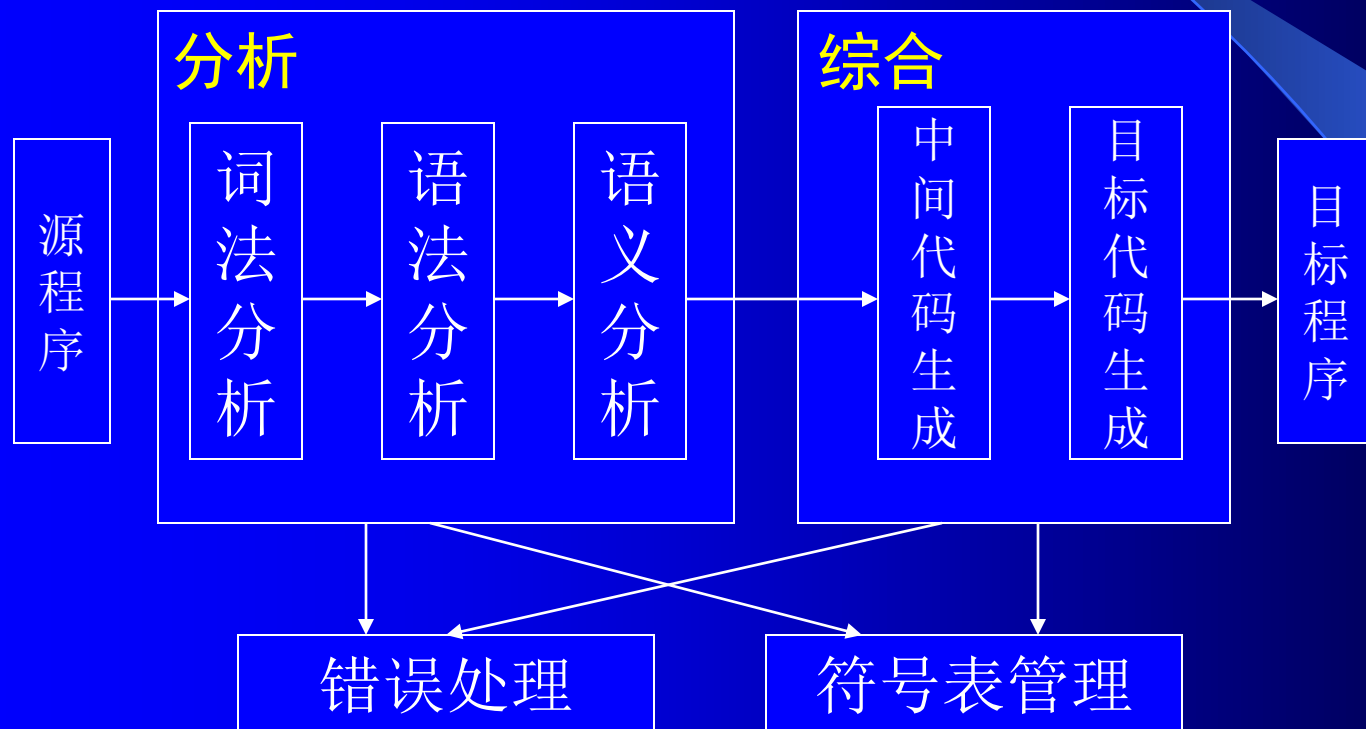 分析
综合
源程序
词法分析
语法分析
语义分析
中间代码生成
目标代码生成
目标程序
错误处理
符号表管理